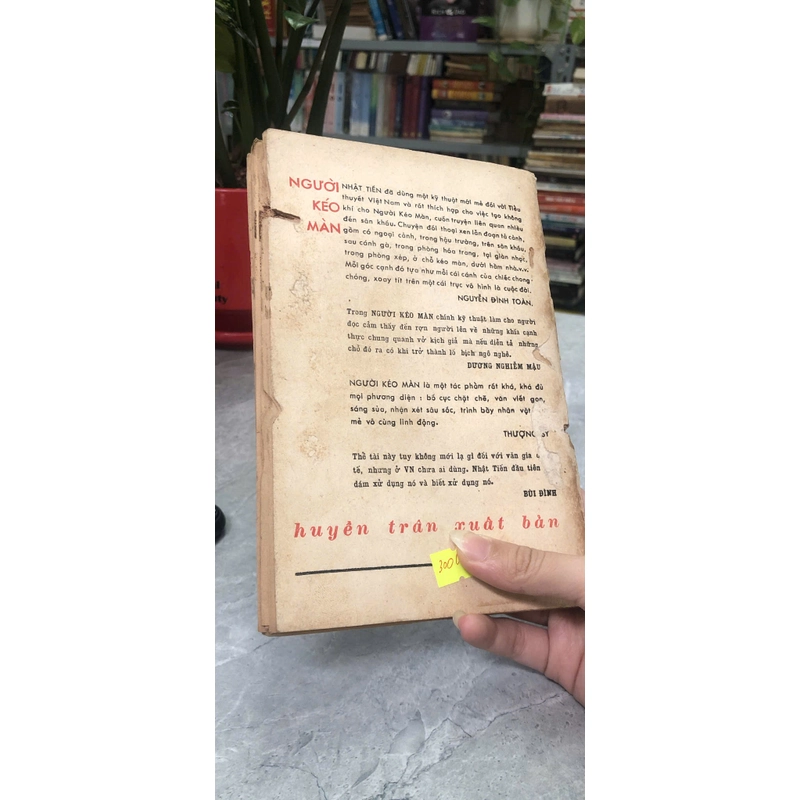 NGƯỜI
KÉO
MÀN
NHẬT TIẾN đã dùng một kỹ thuật mới mẻ đối với Tiểu
thuyết Việt Nam và rất thích hợp cho việc tạo không
khí cho Người Kéo Màn, cuốn truyện liên quan nhiều
đến sân khấu. Chuyện đối thoại xen lẫn đoạn tả cảnh,
gồm có ngoại cảnh, trong hậu trường, trên sân khấu,
sau cánh gà, trong phòng hóa trang, tại giàn nhạc,
trong phòng xép, ở chỗ kéo màn, dưới hầm nhà.v.v.
Mỗi góc cạnh đó tựa như mỗi cái cánh của chiếc chong
chóng, xoay tít trên một cái trục và hình là cuộc đời.
NGUYỄN ĐÌNH TOÀN.
Trong NGƯỜI KÉO MÀN chính kỹ thuật làm cho người
đọc cảm thấy đến rợn người lên về những khía cạnh
thực chung quanh vở kịch giả mà nếu diễn tả những
chỗ đó ra có khi trở thành lố bịch ngô nghê.
DƯƠNG NGHIỄM MẬU
NGƯỜI KÉO MÀN là một tác phẩm rất khá, khá đủ
mọi phương diện : bố cục chặt chẽ, văn viết gọn,
sáng sủa, nhận xét sâu sắc, trình bầy nhân vật
mẻ vô cùng linh động.
THƯỢNG SỸ
Thể tài này tuy không mới lạ gì đối với văn gia
tế, nhưng ở VN chưa ai dùng. Nhật Tiến đầu tiên
dám xử dụng nó và biết xử dụng nó.
BÙI ĐÌNH
huyền trân xuất bản